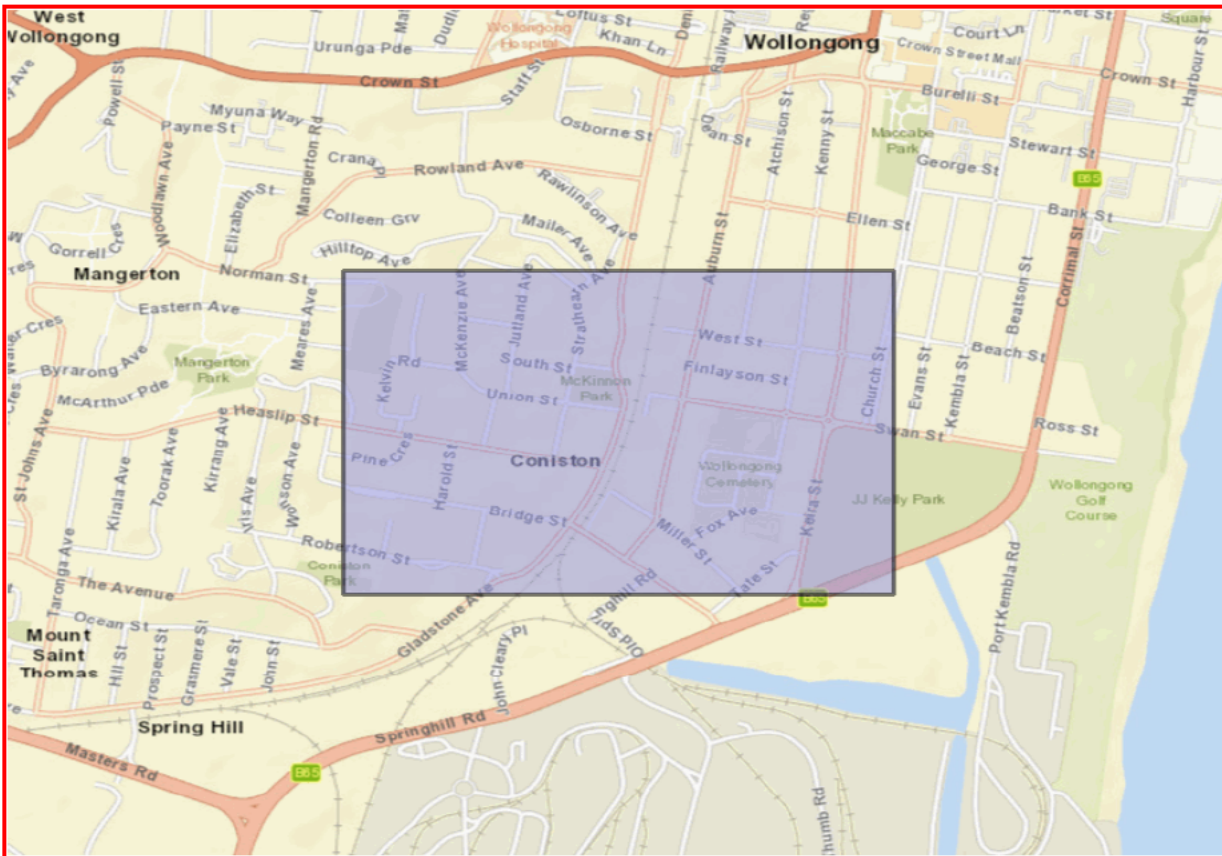 West
Wollongong
Urunga Pde
Loftus St
Khan Ln
Wollongong
Hospital
Wollongong
Railway
Court Ln
Crown Street Mall
Square
Harbour St
Crown St
Crown St
Staff St
Burelli St
Powell St
Myuna Way
Payne St
Mangerton Rd
Osborne St
Atchison St
Kenny St
Maccabe
Park
Stewart St
George St
B65
Crana Pl
Rowland Ave
Rawlinson Ave
Woodlawn Ave
Elizabeth St
Colleen Grv
Mailer Ave
Auburn St
Ellen St
Bank St
Gorrell Cres
Hilltop Ave
Mangerton
Norman St
Strathearn Ave
Corrimal St
Eastern Ave
Meares Ave
McKenzie Ave
Jutland Ave
Beatson St
West St
Beach St
Byrarong Ave
Mangerton
Park
Kelvin Rd
South St
Finlayson St
McArthur Pde
McKinnon
Park
Union St
Church St
Evans St
Kembla St
Heaslip St
Swan St
Ross St
St Johns Ave
Kirala Ave
Toorak Ave
Kirrang Ave
Pine Cres
Harold St
Coniston
Wollongong
Cemetery
Keira St
JJ Kelly Park
Wollongong
Golf
Course
Bridge St
Fox Ave
Miller St
Robertson St
Coniston
Park
Tate St
B65
Port Kembla Rd
Taronga Ave
The Avenue
Ocean St
Gladstone Ave
Old Springhill Rd
Mount
Saint
Thomas
Hill St
Prospect St
Grasmere St
Vale St
John St
John Cleary Pl
Spring Hill
Springhill Rd
Masters Rd
B65
Thumb Rd